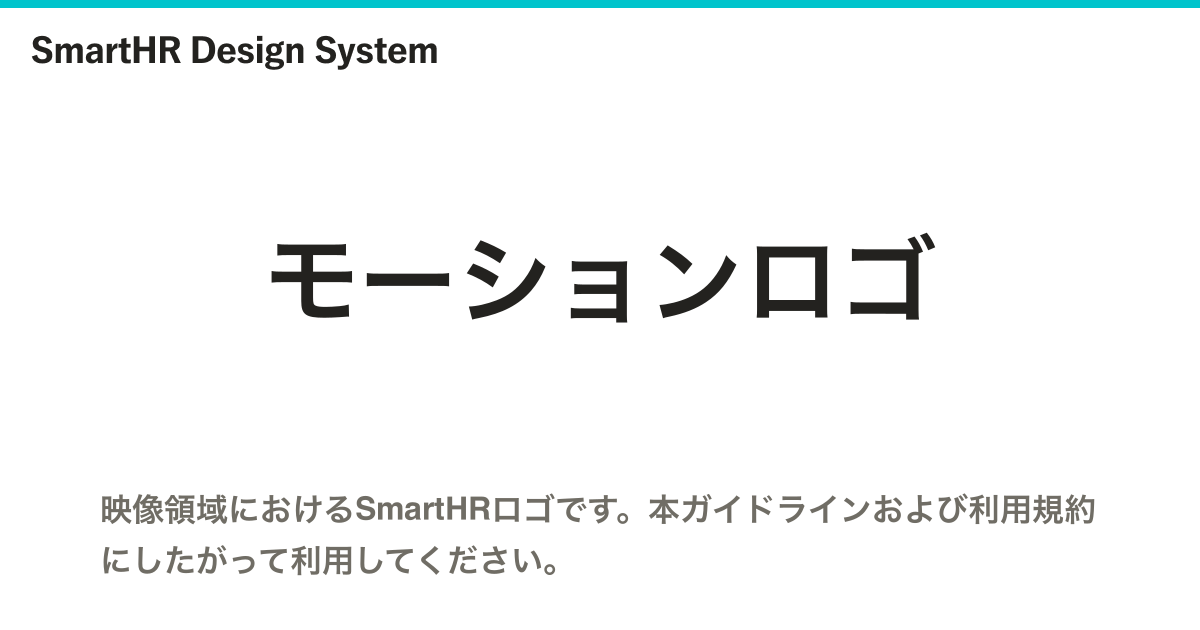 SmartHR Design System
モーションロゴ
映像領域におけるSmartHRロゴです。本ガイドラインおよび利用規約
にしたがって利用してください。